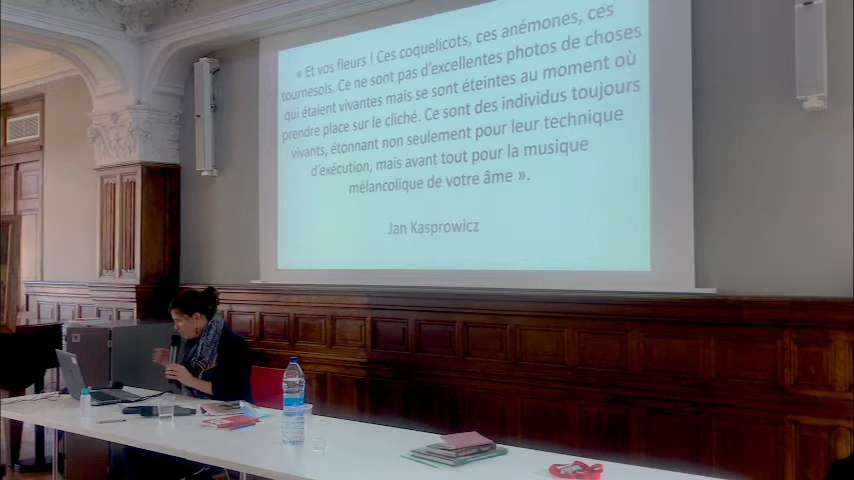 « Et vos fleurs ! Ces coquelicots, ces anémones, ces
tournesols. Ce ne sont pas d'excellentes photos de choses
qui étaient vivantes mais se sont éteintes au moment où
prendre place sur le cliché. Ce sont des individus toujours
vivants, étonnant non seulement pour leur technique
d'exécution, mais avant tout pour la musique
mélancolique de votre âme ».
Jan Kasprowicz